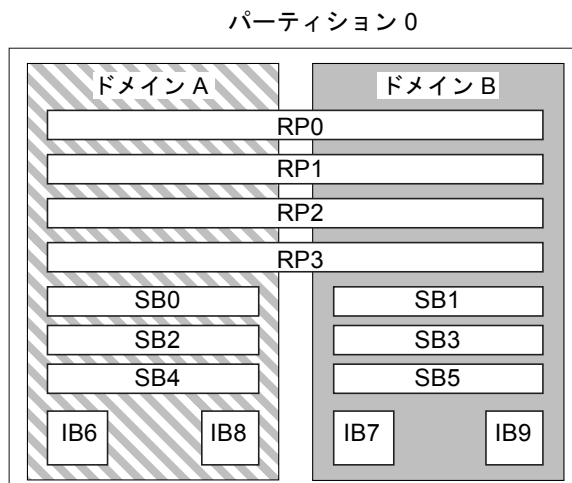 パーティション 0
ドメイン A
ドメイン B
RP0
RP1
RP2
RP3
SB0
SB1
SB2
SB3
SB4
SB5
IB6
IB8
IB7
IB9